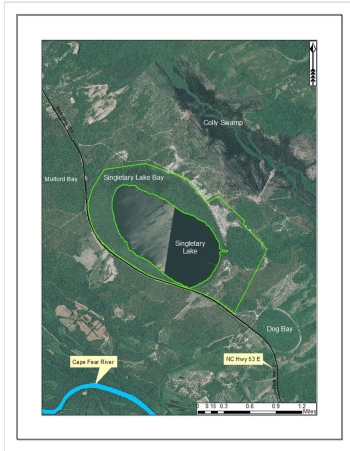 Colly Swamp
Mulford Bay
Singletary Lake Bay
Singletary
Lake
Dog Bay
Cape Fear River
NC Hwy 53 E
0 0.15 0.3 0.6 0.9 1.2
Miles